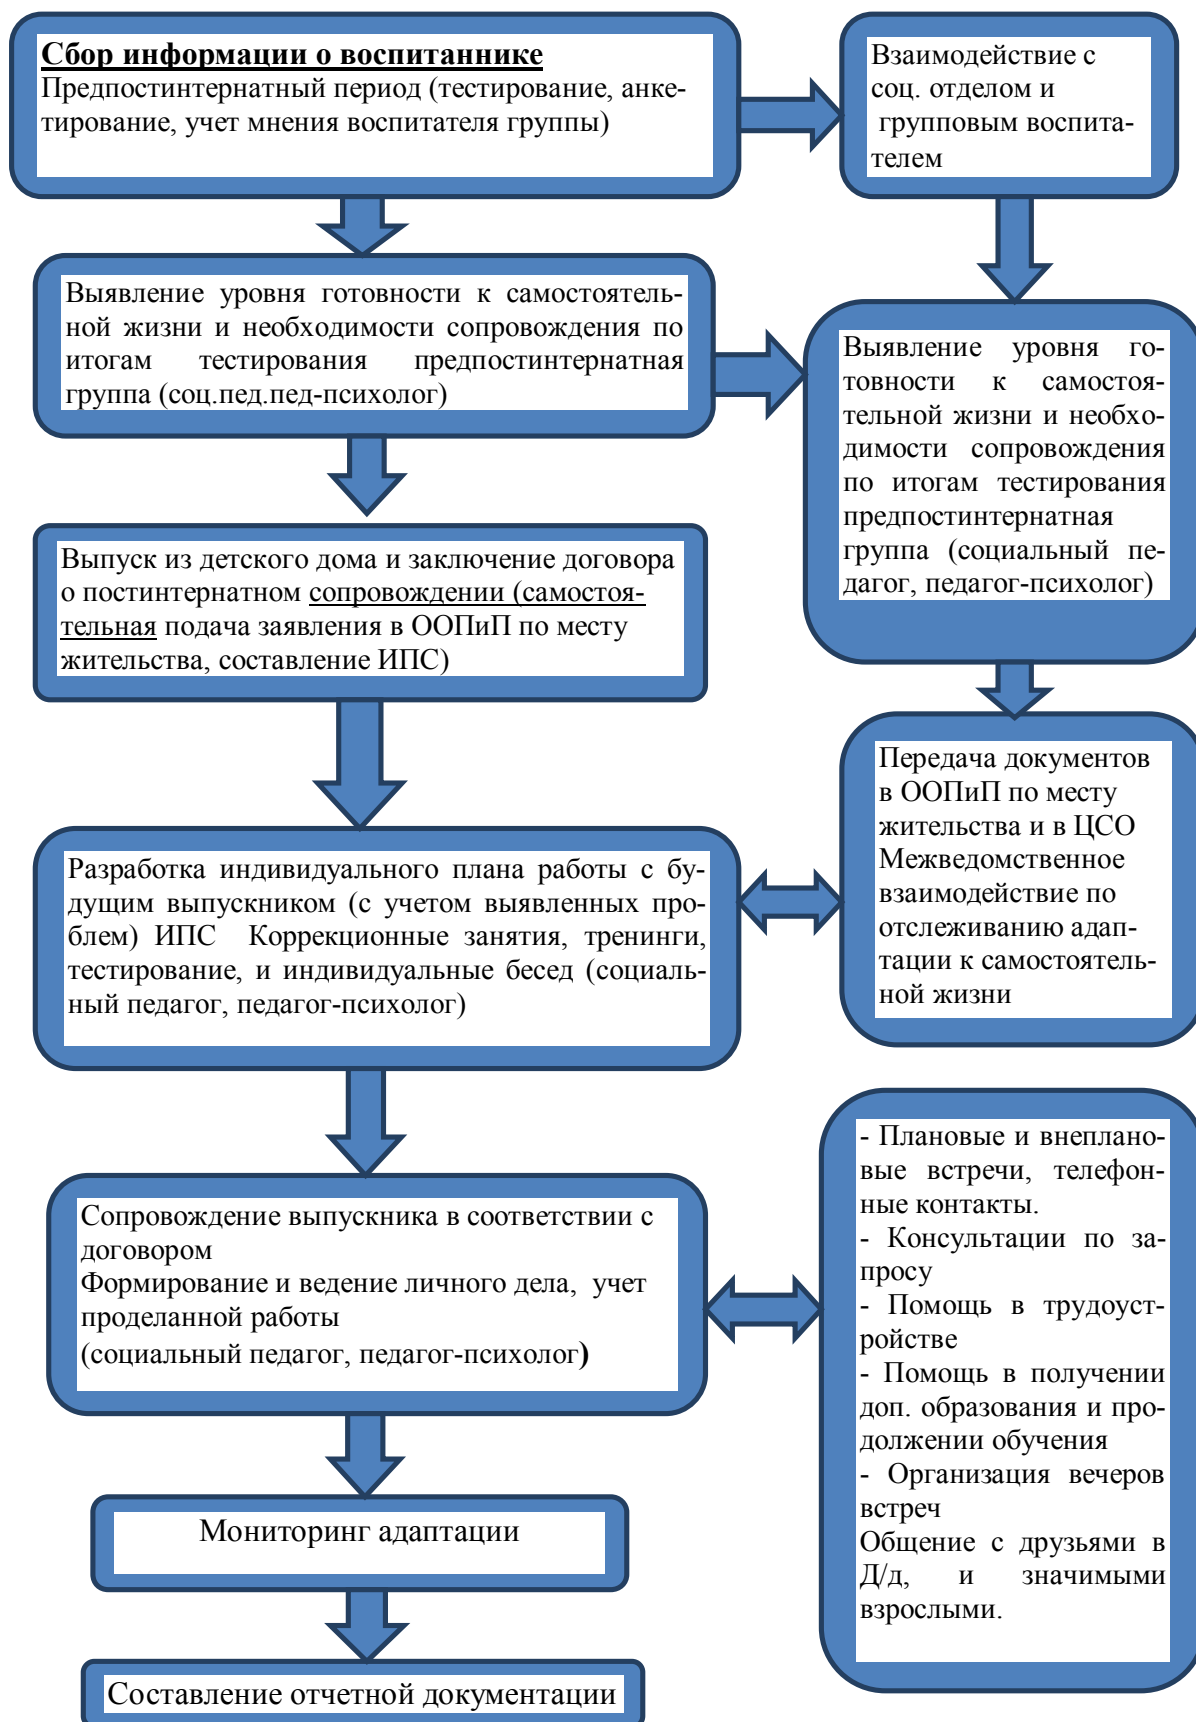 Сбор информации о воспитаннике
Предпостинтернатный период (тестирование, анке-
тирование, учет мнения воспитателя группы)
Взаимодействие с
соц. отделом и
групповым воспита-
телем
Выявление уровня готовности к самостоятель-
ной жизни и необходимости сопровождения по
итогам тестирования предпостинтернатная
группа (соц.пед.пед-психолог)
Выявление уровня го-
товности к самостоя-
тельной жизни и необхо-
димости сопровождения
по итогам тестирования
предпостинтернатная
группа (социальный пе-
дагог, педагог-психолог)
Выпуск из детского дома и заключение договора
о постинтернатном сопровождении (самостоя-
тельная подача заявления в ООПиП по месту
жительства, составление ИПС)
Передача документов
в ООПиП по месту
жительства и в ЦСО
Межведомственное
взаимодействие по
отслеживанию адап-
тации к самостоятель-
ной жизни
Разработка индивидуального плана работы с бу-
дущим выпускником (с учетом выявленных про-
блем) ИПС Коррекционные занятия, тренинги,
тестирование, и индивидуальные бесед (социаль-
ный педагог, педагог-психолог)
- Плановые и внеплано-
вые встречи, телефон-
ные контакты.
- Консультации по за-
просу
- Помощь в трудоуст-
ройстве
- Помощь в получении
доп. образования и про-
должении обучения
- Организация вечеров
встреч
Общение с друзьями в
Д/д, и значимыми
взрослыми.
Сопровождение выпускника в соответствии с
договором
Формирование и ведение личного дела, учет
проделанной работы
(социальный педагог, педагог-психолог)
Мониторинг адаптации
Составление отчетной документации